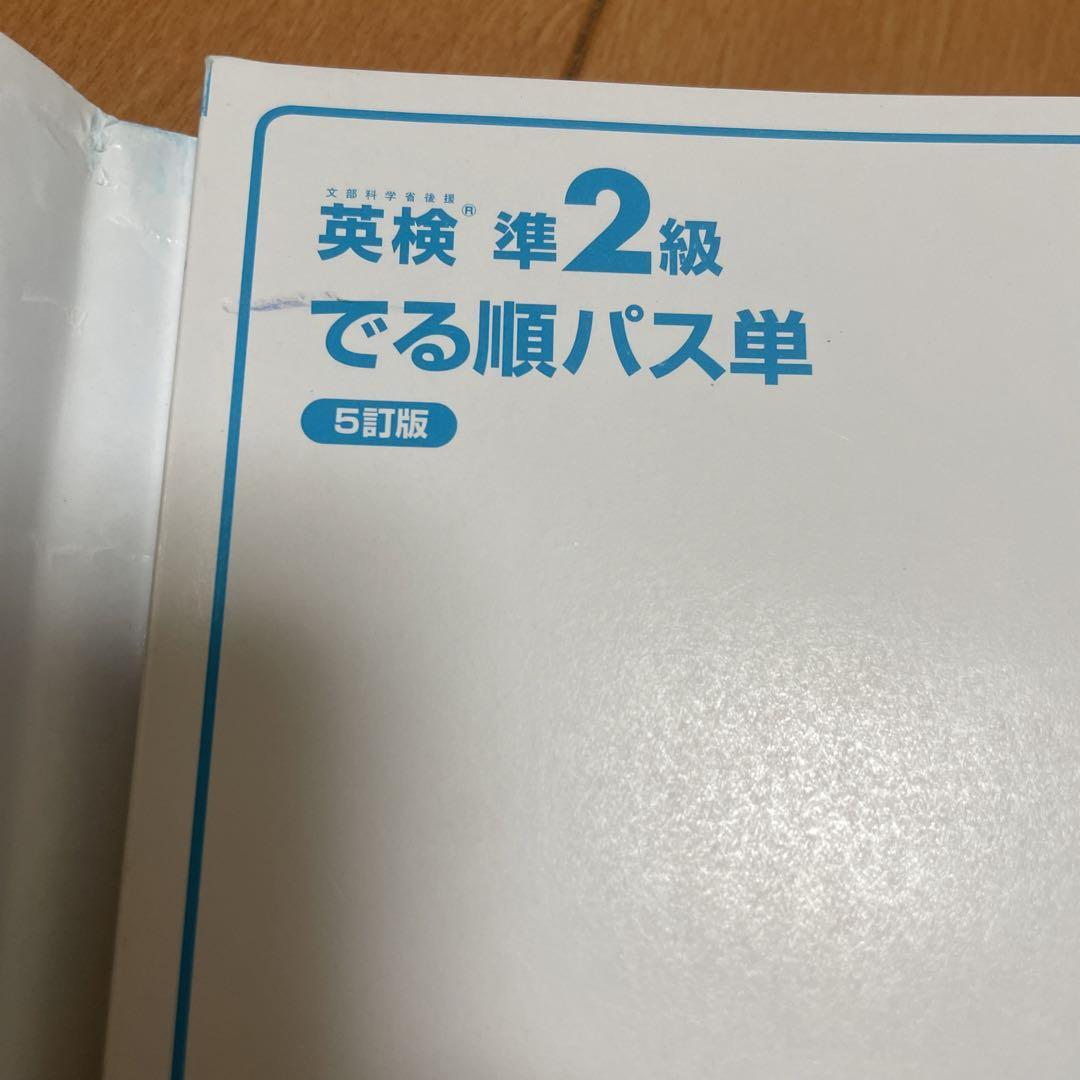 文部科学省後援
英検® 準2級
でる順パス単
5訂版